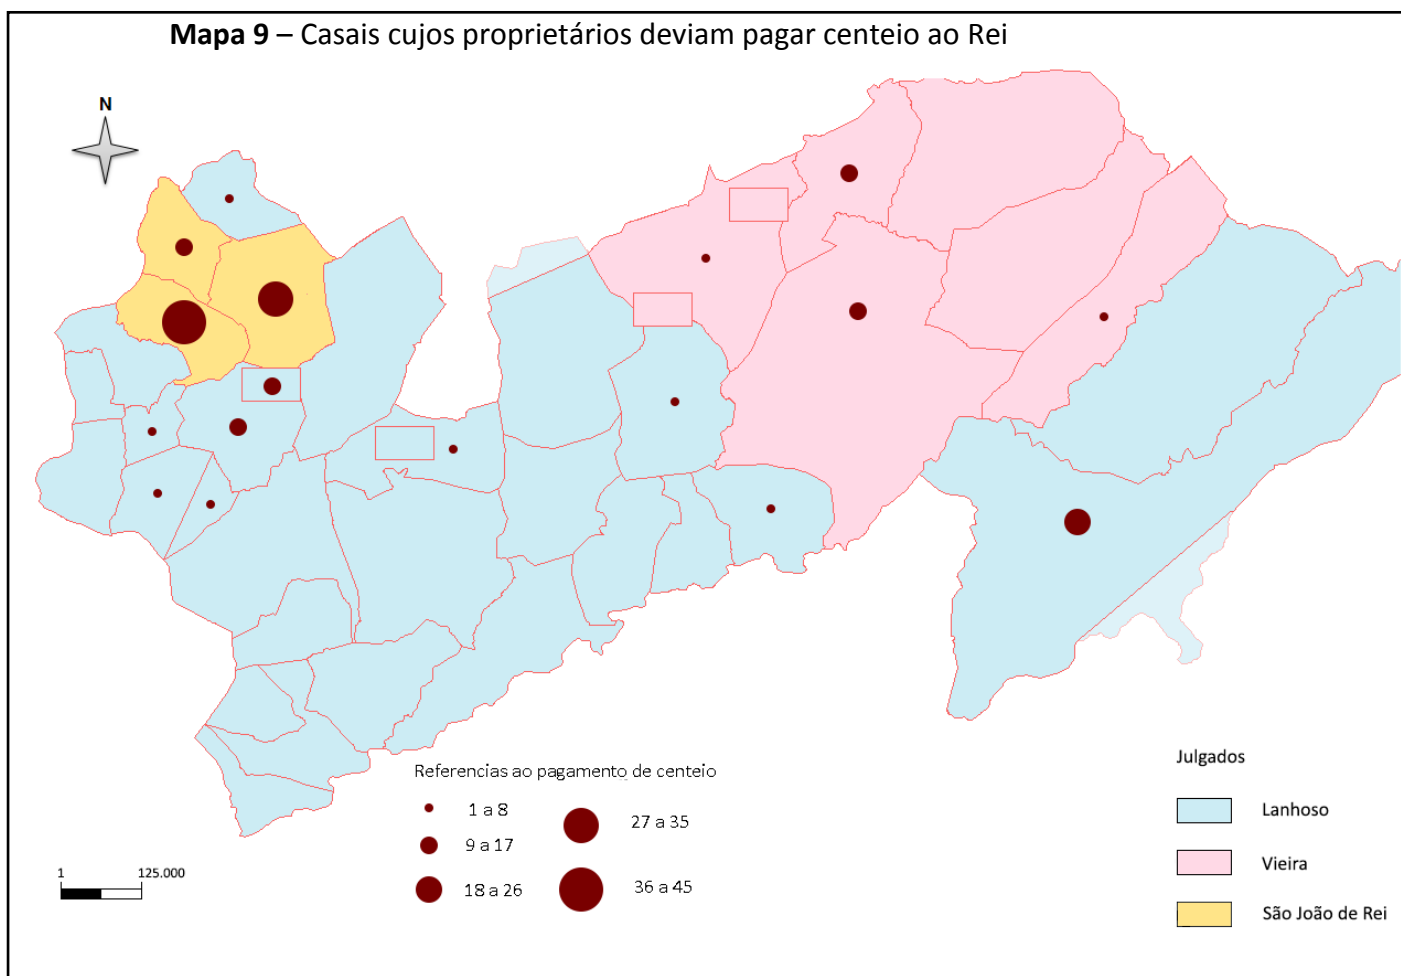 Mapa 9 – Casais cujos proprietários deviam pagar centeio ao Rei
N
Referencias ao pagamento de centeio
1 a 8
9 a 17
18 a 26
27 a 35
36 a 45
1 125.000
Julgados
Lanhoso
Vieira
São João de Rei